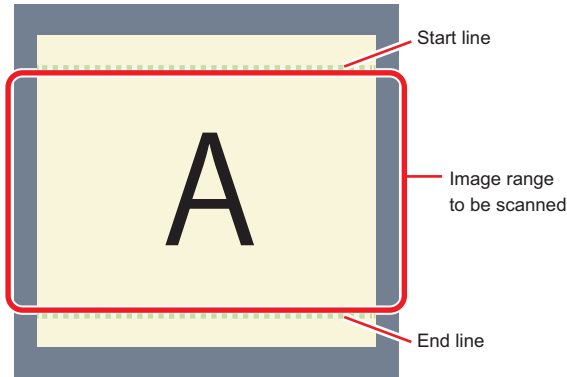 Start line
A
Image range
to be scanned
End line